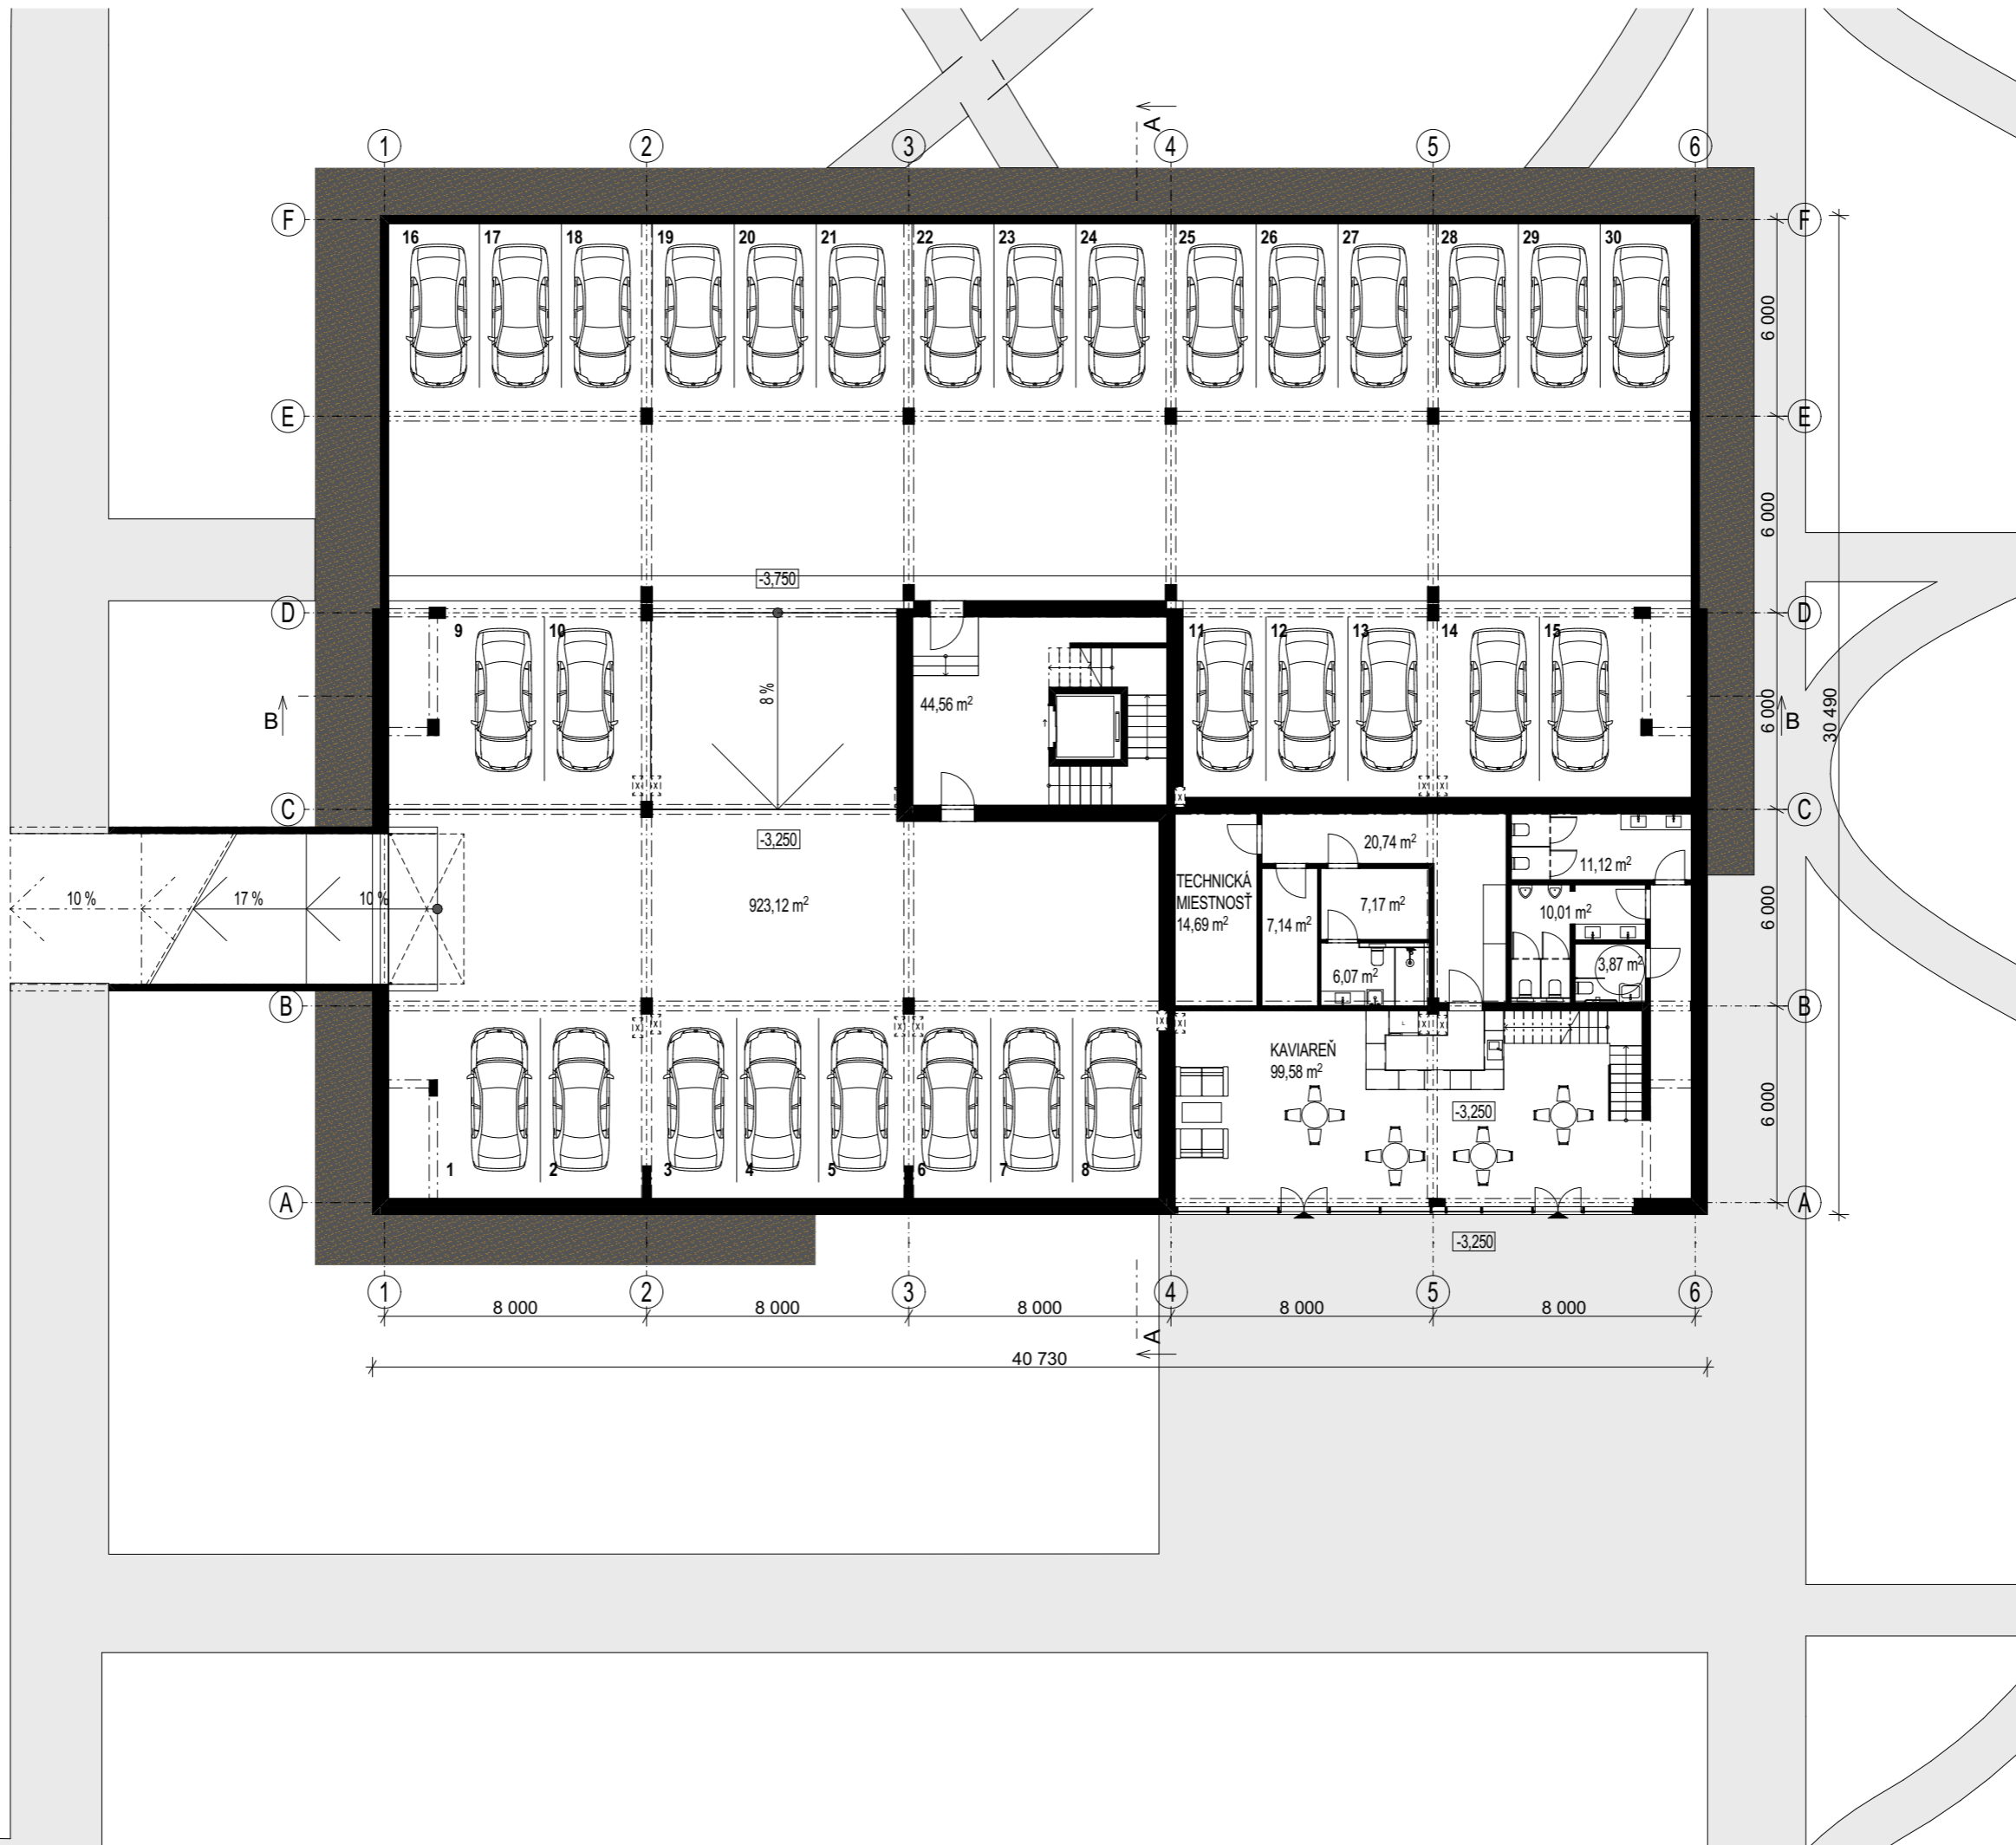 A
1 2 3 4 5 6
F F
16 17 18 19 20 21 22 23 24 25 26 27 28 29 30
6 000
E E
6 000
-3,750
D D
9 10 11 12 13 14 15
8 %
44,56 m²
6 000
30 490
B B
C C
-3,250
20,74 m²
11,12 m²
TECHNICKÁ
MIESTNOSŤ
14,69 m²
10 % 17 % 10 %
923,12 m²
7,14 m²
7,17 m²
10,01 m²
6 000
6,07 m²
3,87 m²
B B
KAVIAREŇ
99,58 m²
-3,250
6 000
1 2 3 4 5 6 7 8
A A
-3,250
1 2 3 4 5 6
8 000 8 000 8 000 8 000 8 000
A
40 730